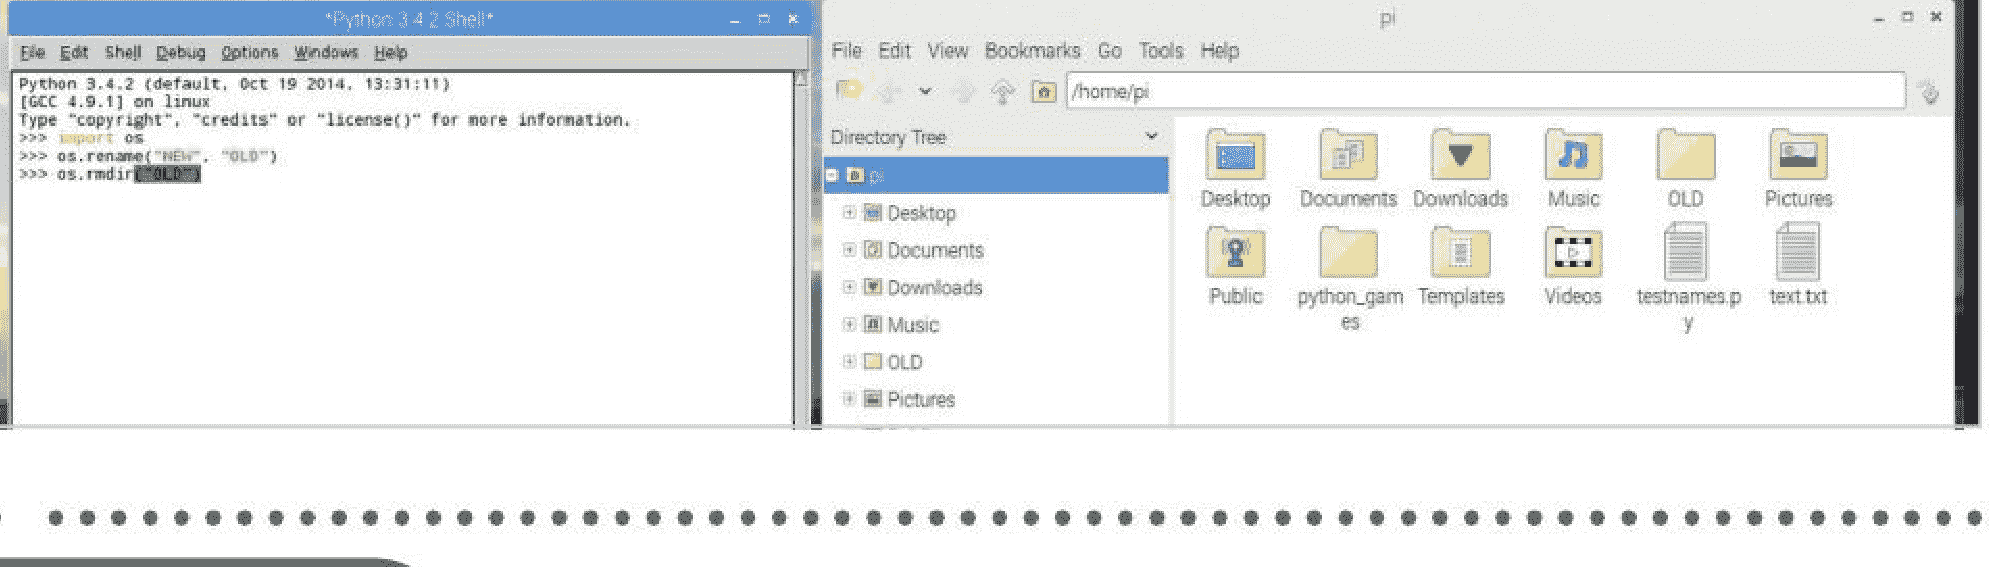 *Python 3.4.2 Shell*
File Edit Shell Debug Options Windows Help
Python 3.4.2 (default, Oct 19 2014, 13:31:11)
[GCC 4.9.1] on linux
Type "copyright", "credits" or "license()" for more information.
>>> import os
>>> os.rename("NEW", "OLD")
>>> os.rmdir("OLD")
pi
File Edit View Bookmarks Go Tools Help
/home/pi
Directory Tree
pi
Desktop
Documents
Downloads
Music
OLD
Pictures
Desktop Documents Downloads Music OLD Pictures
Public python_gam Templates Videos testnames.p text.txt
es y